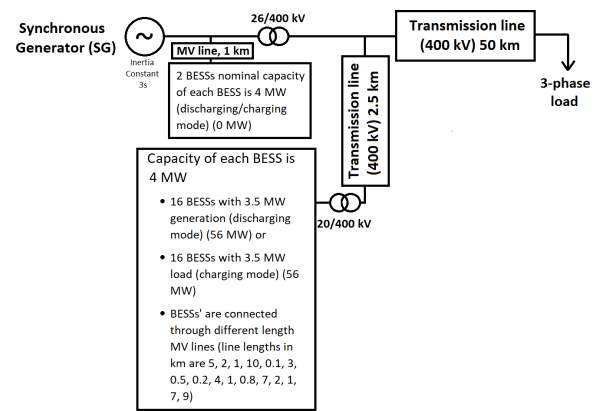 Synchronous
Generator (SG)
~
Inertia
Constant
3s
26/400 kV
MV line, 1 km
2 BESSs nominal capacity
of each BESS is 4 MW
(discharging/charging
mode) (0 MW)
Transmission line
(400 kV) 50 km
3-phase
load
Transmission line
(400 kV) 2.5 km
20/400 kV
Capacity of each BESS is
4 MW
• 16 BESSs with 3.5 MW
generation (discharging
mode) (56 MW) or
• 16 BESSs with 3.5 MW
load (charging mode) (56
MW)
• BESSs' are connected
through different length
MV lines (line lengths in
km are 5, 2, 1, 10, 0.1, 3,
0.5, 0.2, 4, 1, 0.8, 7, 2, 1,
7, 9)